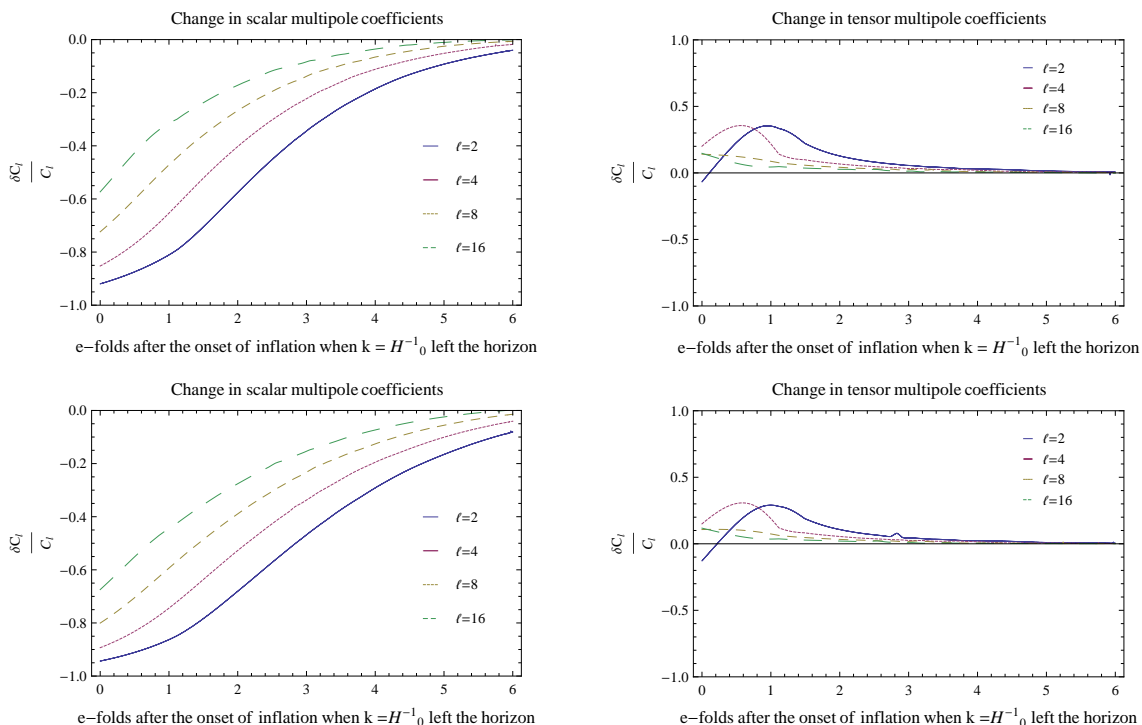 Change in scalar multipole coefficients
0.0
−0.2
−0.4
−0.6
−0.8
−1.0
δC_l
C_l
ℓ=2
ℓ=4
ℓ=8
ℓ=16
0 1 2 3 4 5 6
e−folds after the onset of inflation when k = H⁻¹₀ left the horizon
Change in tensor multipole coefficients
1.0
0.5
0.0
−0.5
−1.0
δC_l
C_l
ℓ=2
ℓ=4
ℓ=8
ℓ=16
0 1 2 3 4 5 6
e−folds after the onset of inflation when k = H⁻¹₀ left the horizon
Change in scalar multipole coefficients
0.0
−0.2
−0.4
−0.6
−0.8
−1.0
δC_l
C_l
ℓ=2
ℓ=4
ℓ=8
ℓ=16
0 1 2 3 4 5 6
e−folds after the onset of inflation when k =H⁻¹₀ left the horizon
Change in tensor multipole coefficients
1.0
0.5
0.0
−0.5
−1.0
δC_l
C_l
ℓ=2
ℓ=4
ℓ=8
ℓ=16
0 1 2 3 4 5 6
e−folds after the onset of inflation when k = H⁻¹₀ left the horizon